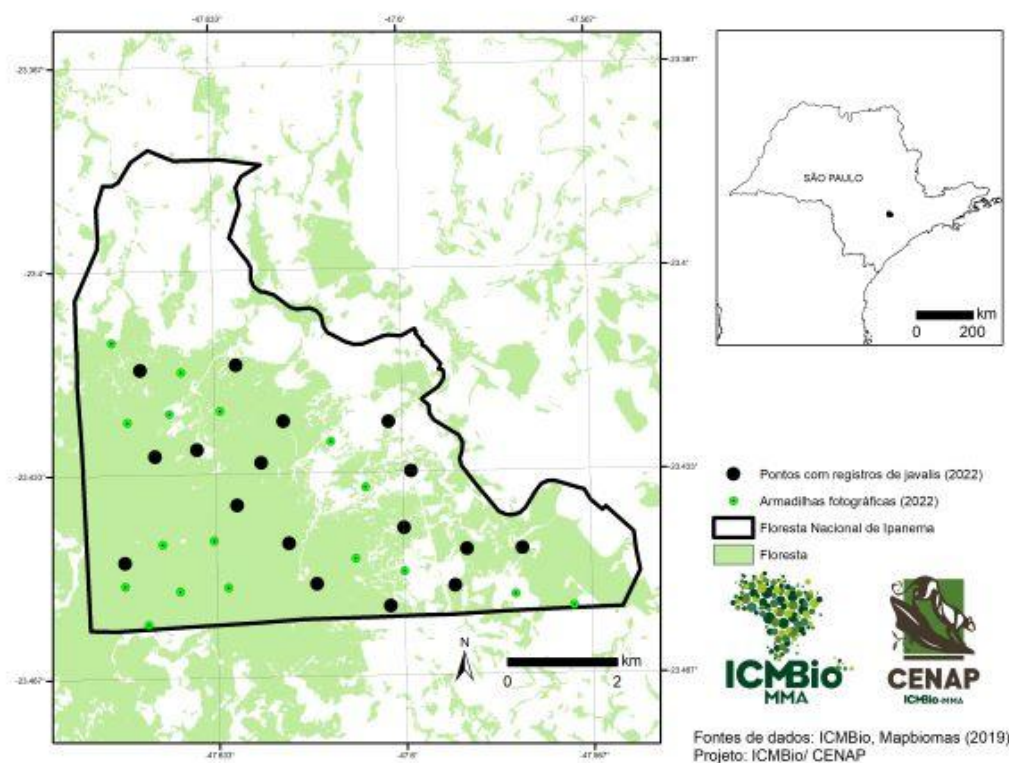 -47.633
-47.6
-47.567
-23.367
-23.367
SÃO PAULO
-23.4
-23.4
km
0 200
-23.433
-23.433
Pontos com registros de javalis (2022)
Armadilhas fotográficas (2022)
Floresta Nacional de Ipanema
Floresta
N
km
0 2
ICMBio
MMA
CENAP
ICMBio-MMA
-23.467
-23.467
-47.633
-47.6
-47.567
Fontes de dados: ICMBio, Mapbiomas (2019)
Projeto: ICMBio/ CENAP